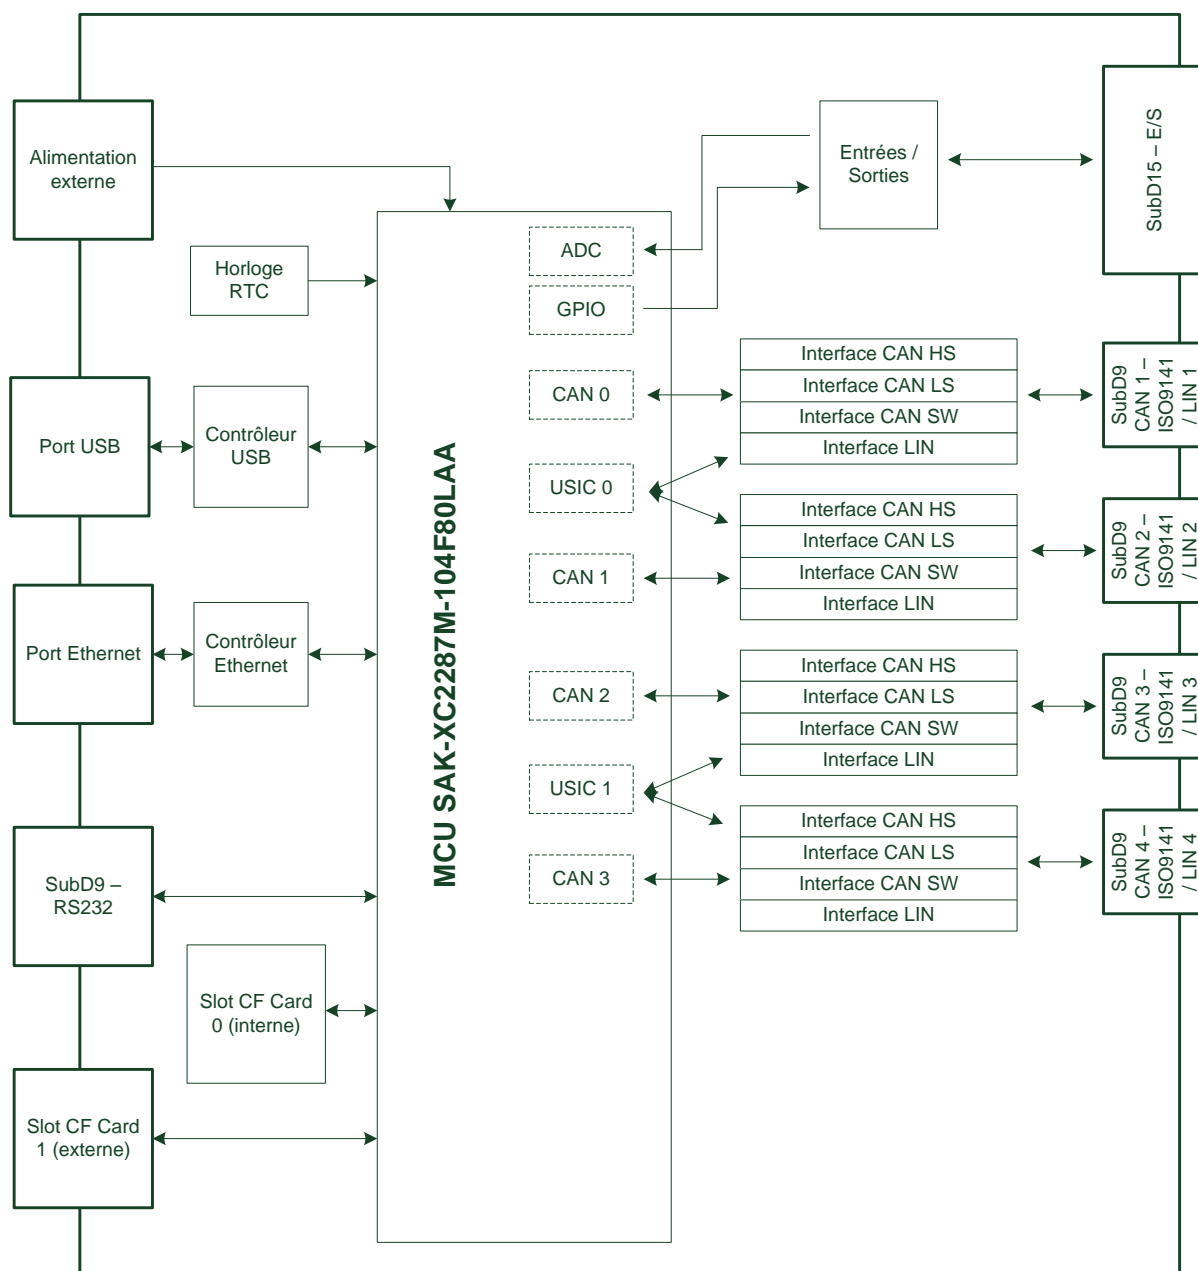 Alimentation
externe
Horloge
RTC
Port USB
Contrôleur
USB
Port Ethernet
Contrôleur
Ethernet
SubD9 –
RS232
Slot CF Card
0 (interne)
Slot CF Card
1 (externe)
MCU SAK-XC2287M-104F80LAA
ADC
GPIO
CAN 0
USIC 0
CAN 1
CAN 2
USIC 1
CAN 3
Entrées /
Sorties
Interface CAN HS
Interface CAN LS
Interface CAN SW
Interface LIN
Interface CAN HS
Interface CAN LS
Interface CAN SW
Interface LIN
Interface CAN HS
Interface CAN LS
Interface CAN SW
Interface LIN
Interface CAN HS
Interface CAN LS
Interface CAN SW
Interface LIN
SubD15 – E/S
SubD9
CAN 1 –
ISO9141
/ LIN 1
SubD9
CAN 2 –
ISO9141
/ LIN 2
SubD9
CAN 3 –
ISO9141
/ LIN 3
SubD9
CAN 4 –
ISO9141
/ LIN 4